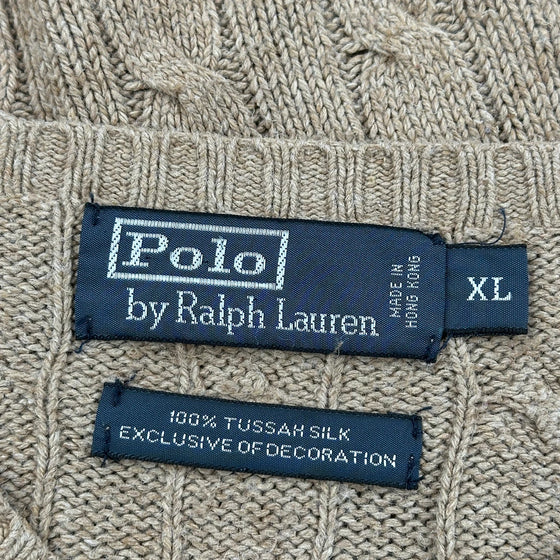 Polo
by Ralph Lauren
MADE IN
HONG KONG
XL
100% TUSSAH SILK
EXCLUSIVE OF DECORATION